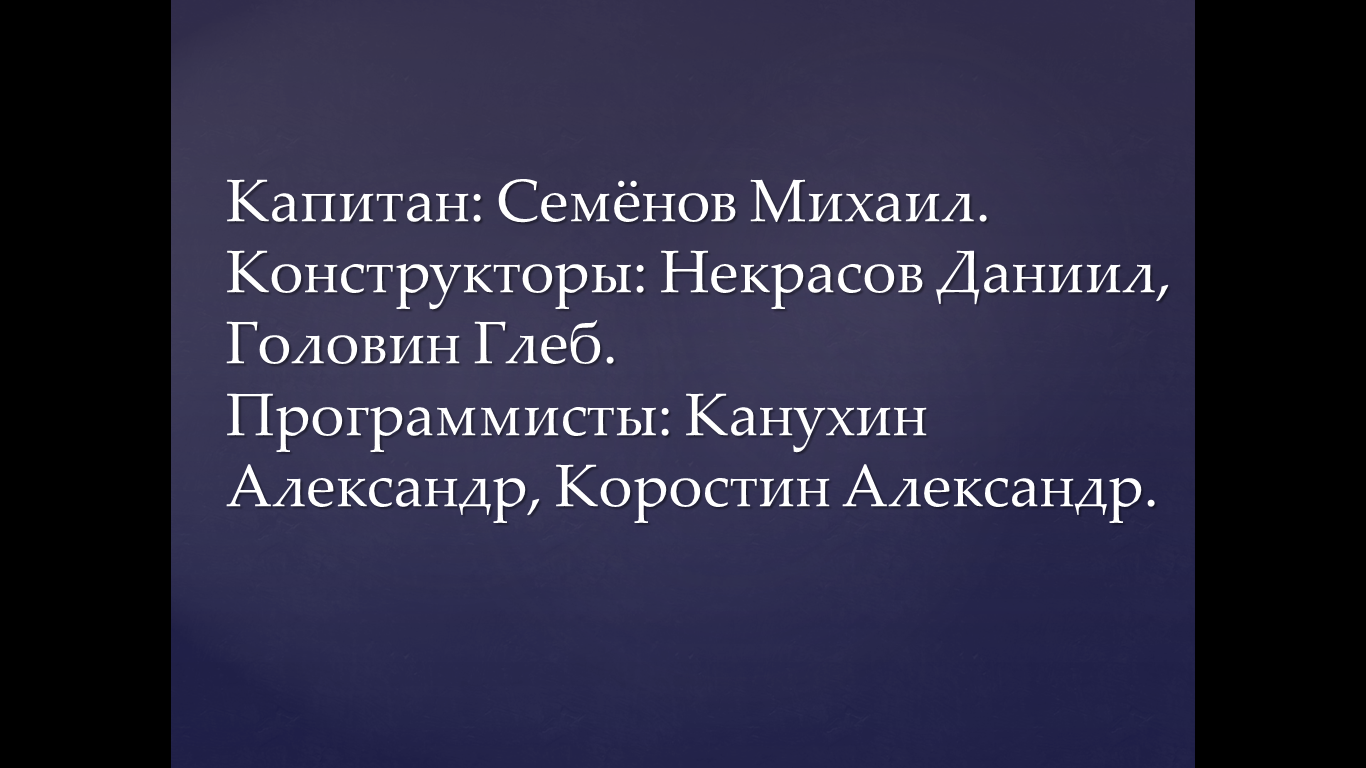 Капитан: Семёнов Михаил.
Конструкторы: Некрасов Даниил,
Головин Глеб.
Программисты: Канухин
Александр, Коростин Александр.